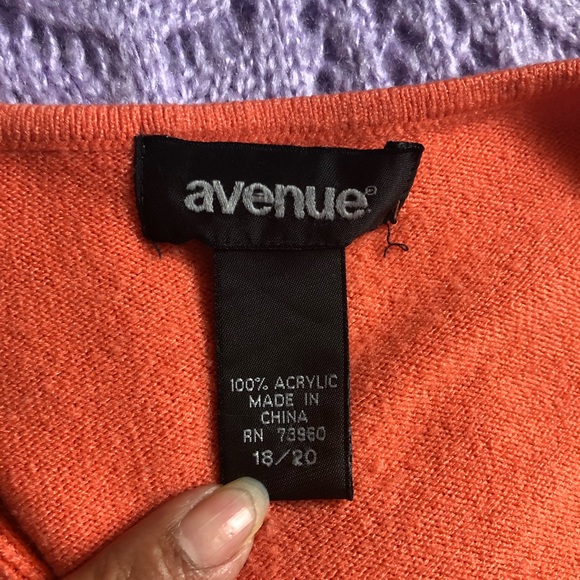 avenue®
100% ACRYLIC
MADE IN
CHINA
RN 73960
18/20